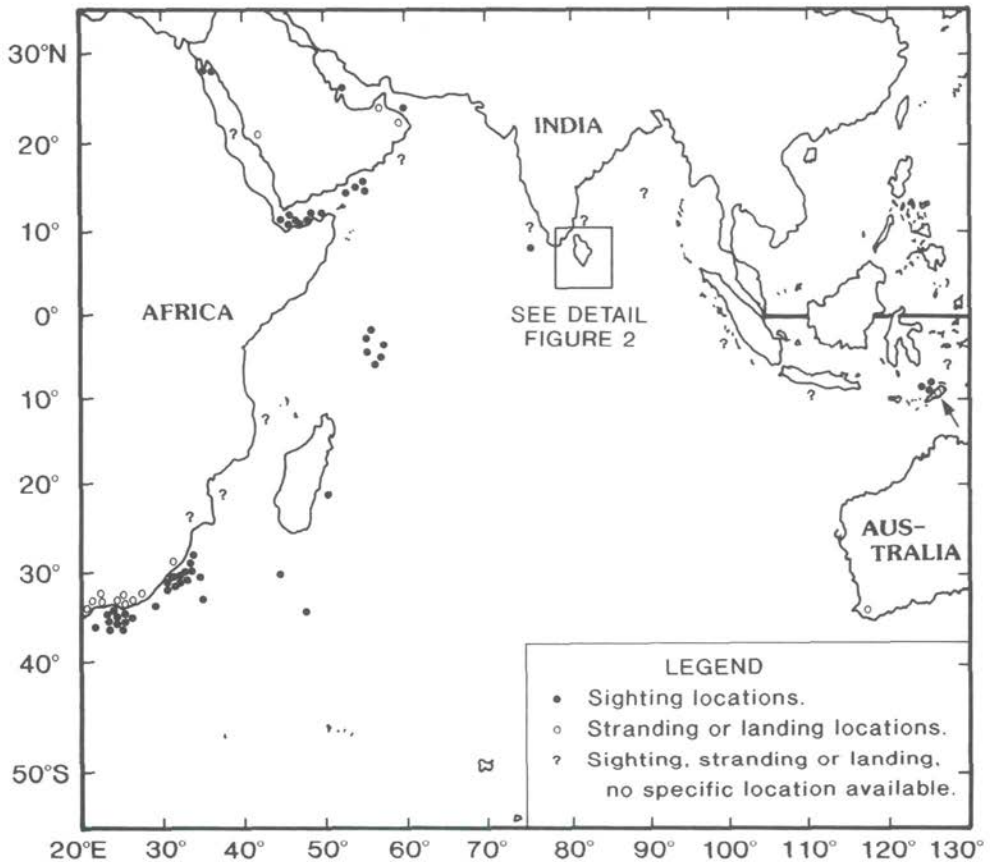 30°N
20°
10°
0°
10°
20°
30°
40°
50°S
INDIA
AFRICA
SEE DETAIL
FIGURE 2
AUS-
TRALIA
?
?
?
?
?
?
?
?
?
?
?
LEGEND
• Sighting locations.
○ Stranding or landing locations.
? Sighting, stranding or landing,
no specific location available.
20°E 30° 40° 50° 60° 70° 80° 90° 100° 110° 120° 130°